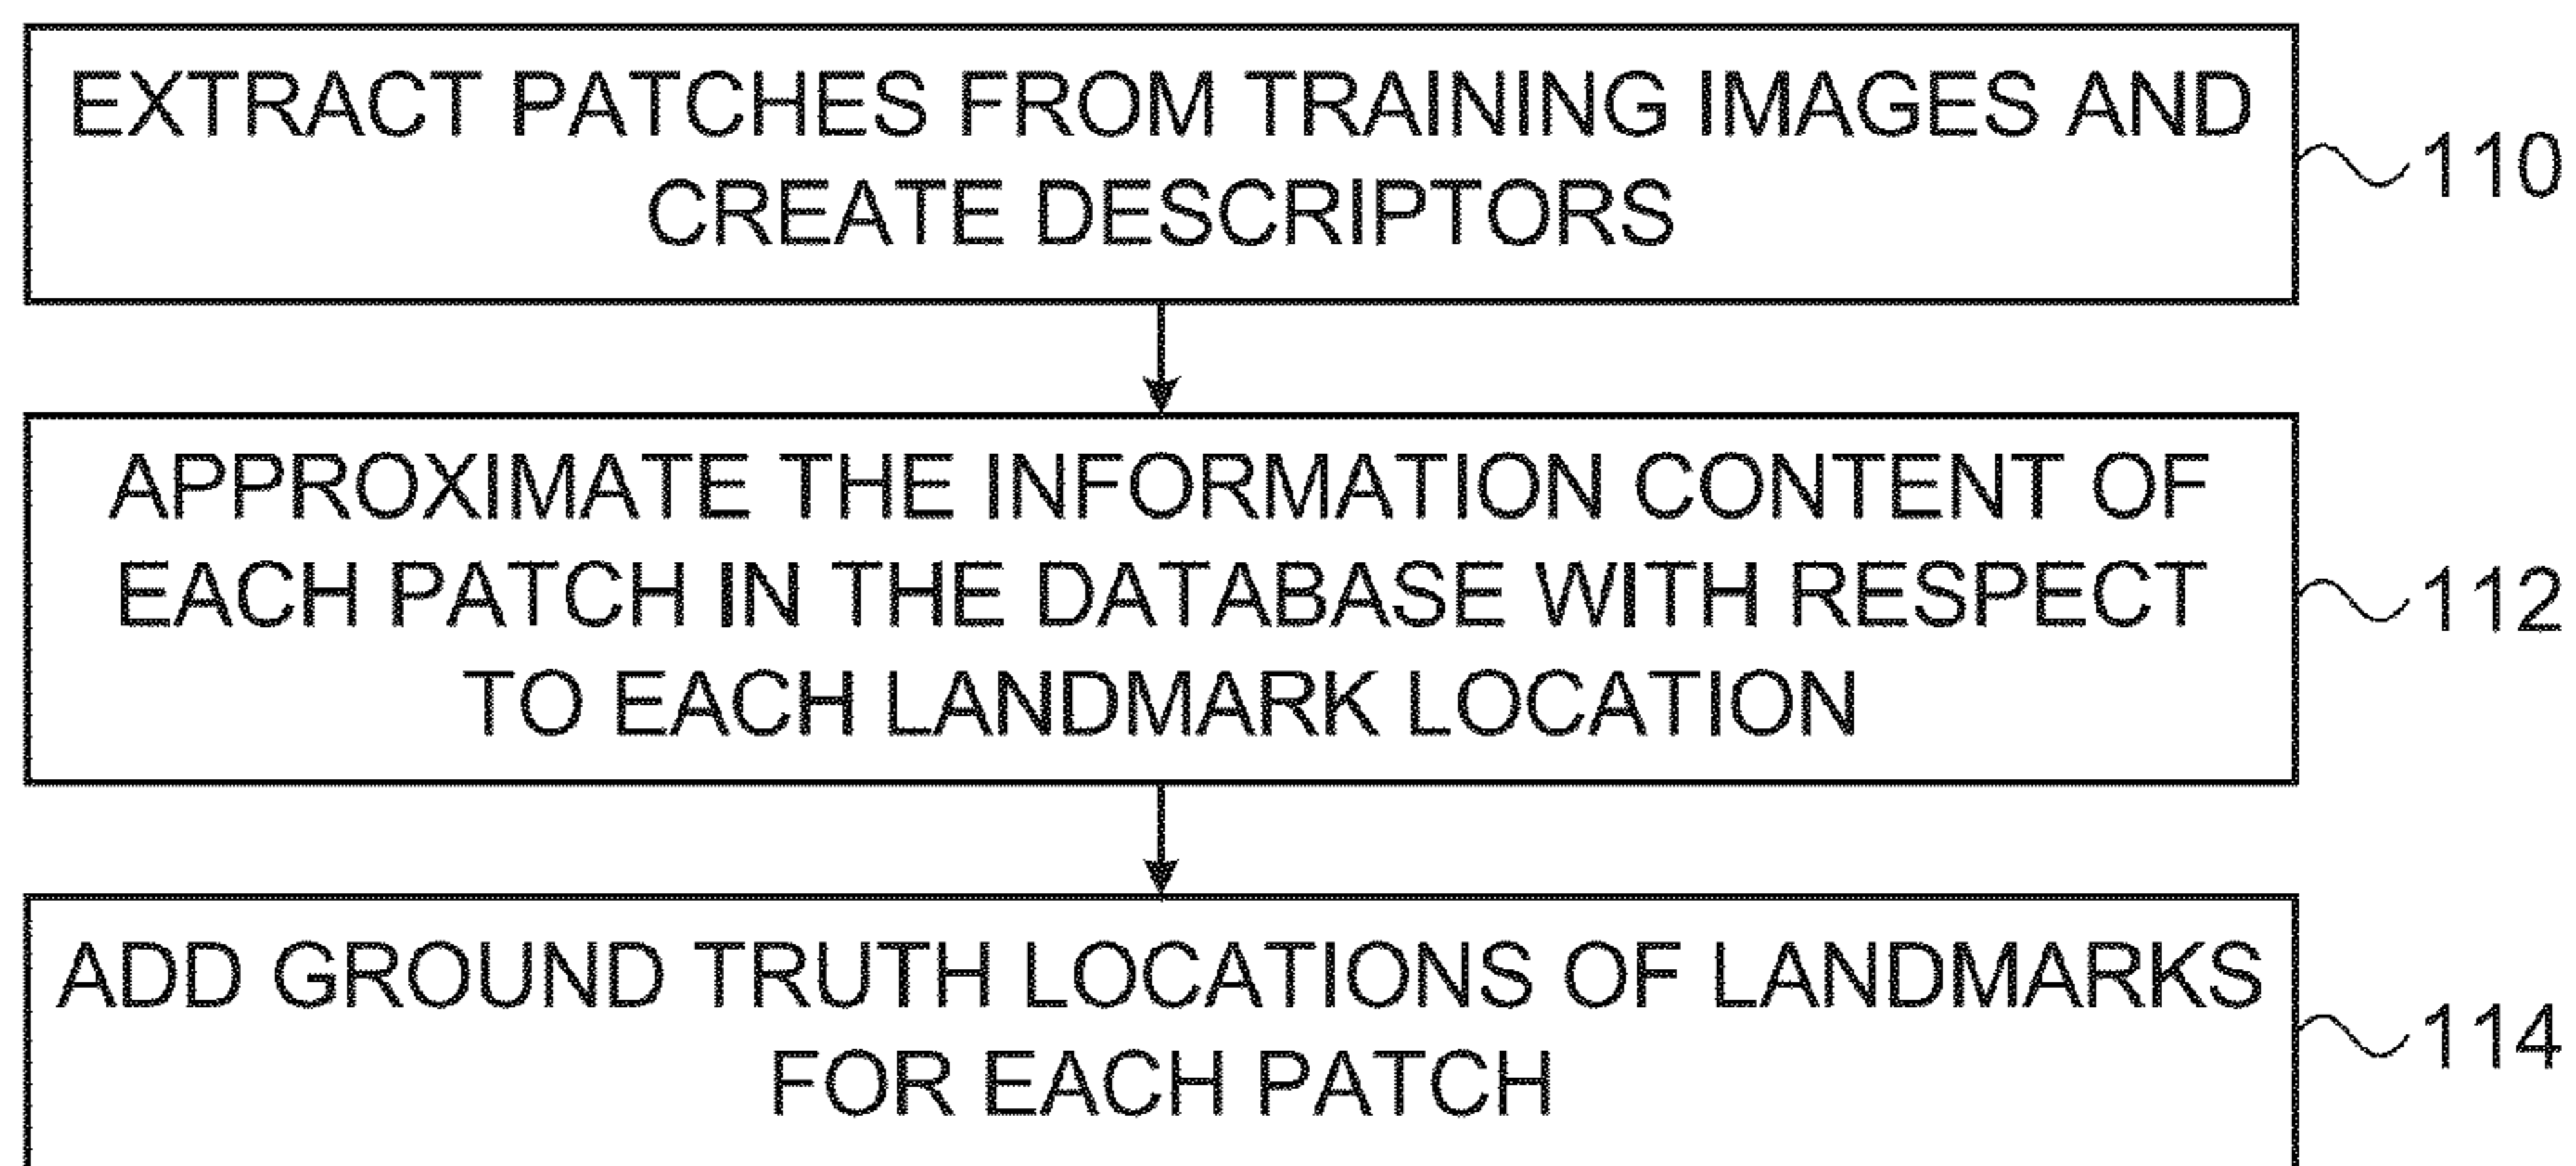 EXTRACT PATCHES FROM TRAINING IMAGES AND
CREATE DESCRIPTORS
110
APPROXIMATE THE INFORMATION CONTENT OF
EACH PATCH IN THE DATABASE WITH RESPECT
TO EACH LANDMARK LOCATION
112
ADD GROUND TRUTH LOCATIONS OF LANDMARKS
FOR EACH PATCH
114